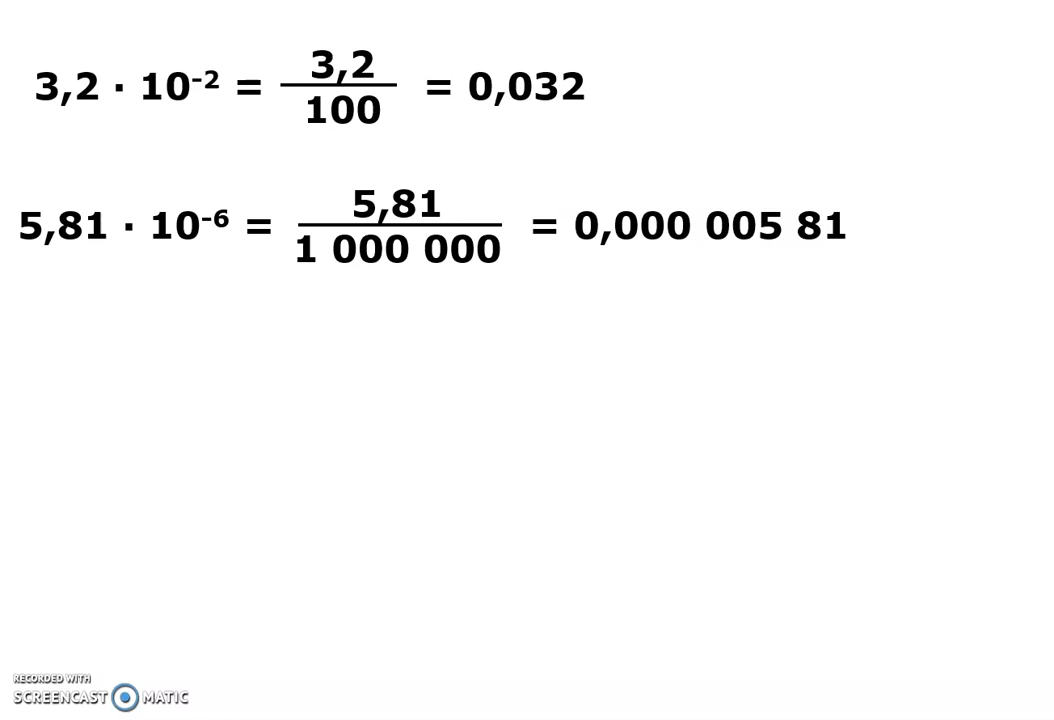 3,2 · 10⁻² = 3,2/100 = 0,032
5,81 · 10⁻⁶ = 5,81/1 000 000 = 0,000 005 81
RECORDED WITH
SCREENCAST MATIC